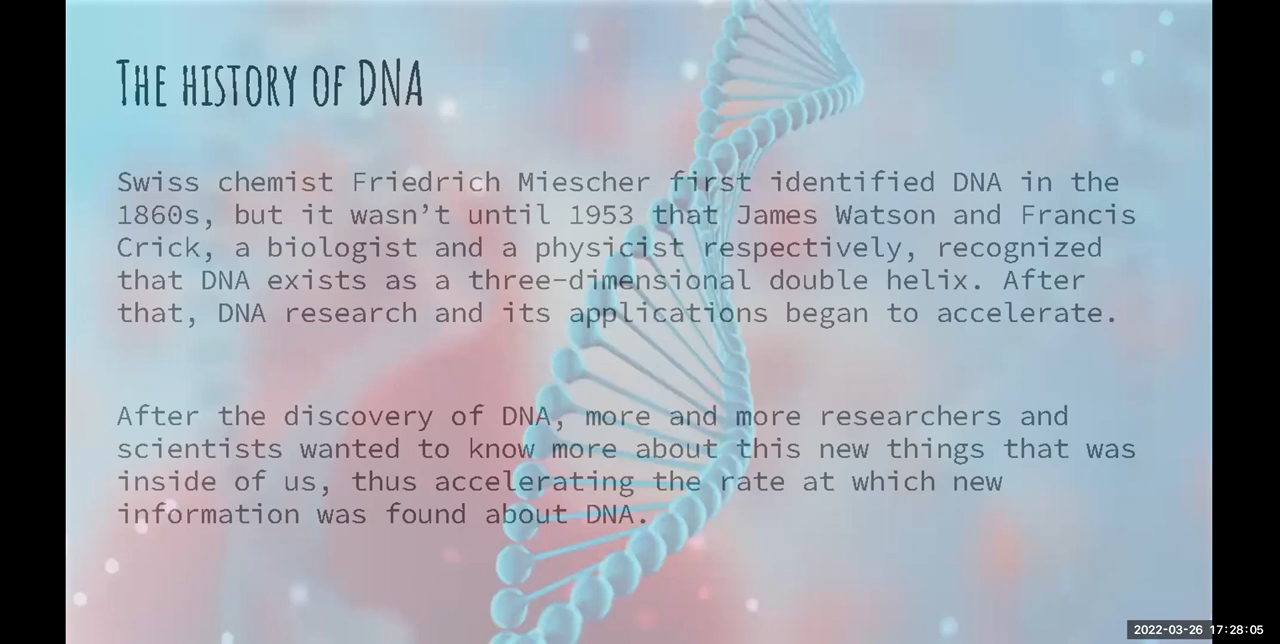 The history of DNA
Swiss chemist Friedrich Miescher first identified DNA in the
1860s, but it wasn’t until 1953 that James Watson and Francis
Crick, a biologist and a physicist respectively, recognized
that DNA exists as a three-dimensional double helix. After
that, DNA research and its applications began to accelerate.
After the discovery of DNA, more and more researchers and
scientists wanted to know more about this new things that was
inside of us, thus accelerating the rate at which new
information was found about DNA.
2022-03-26 17:28:05